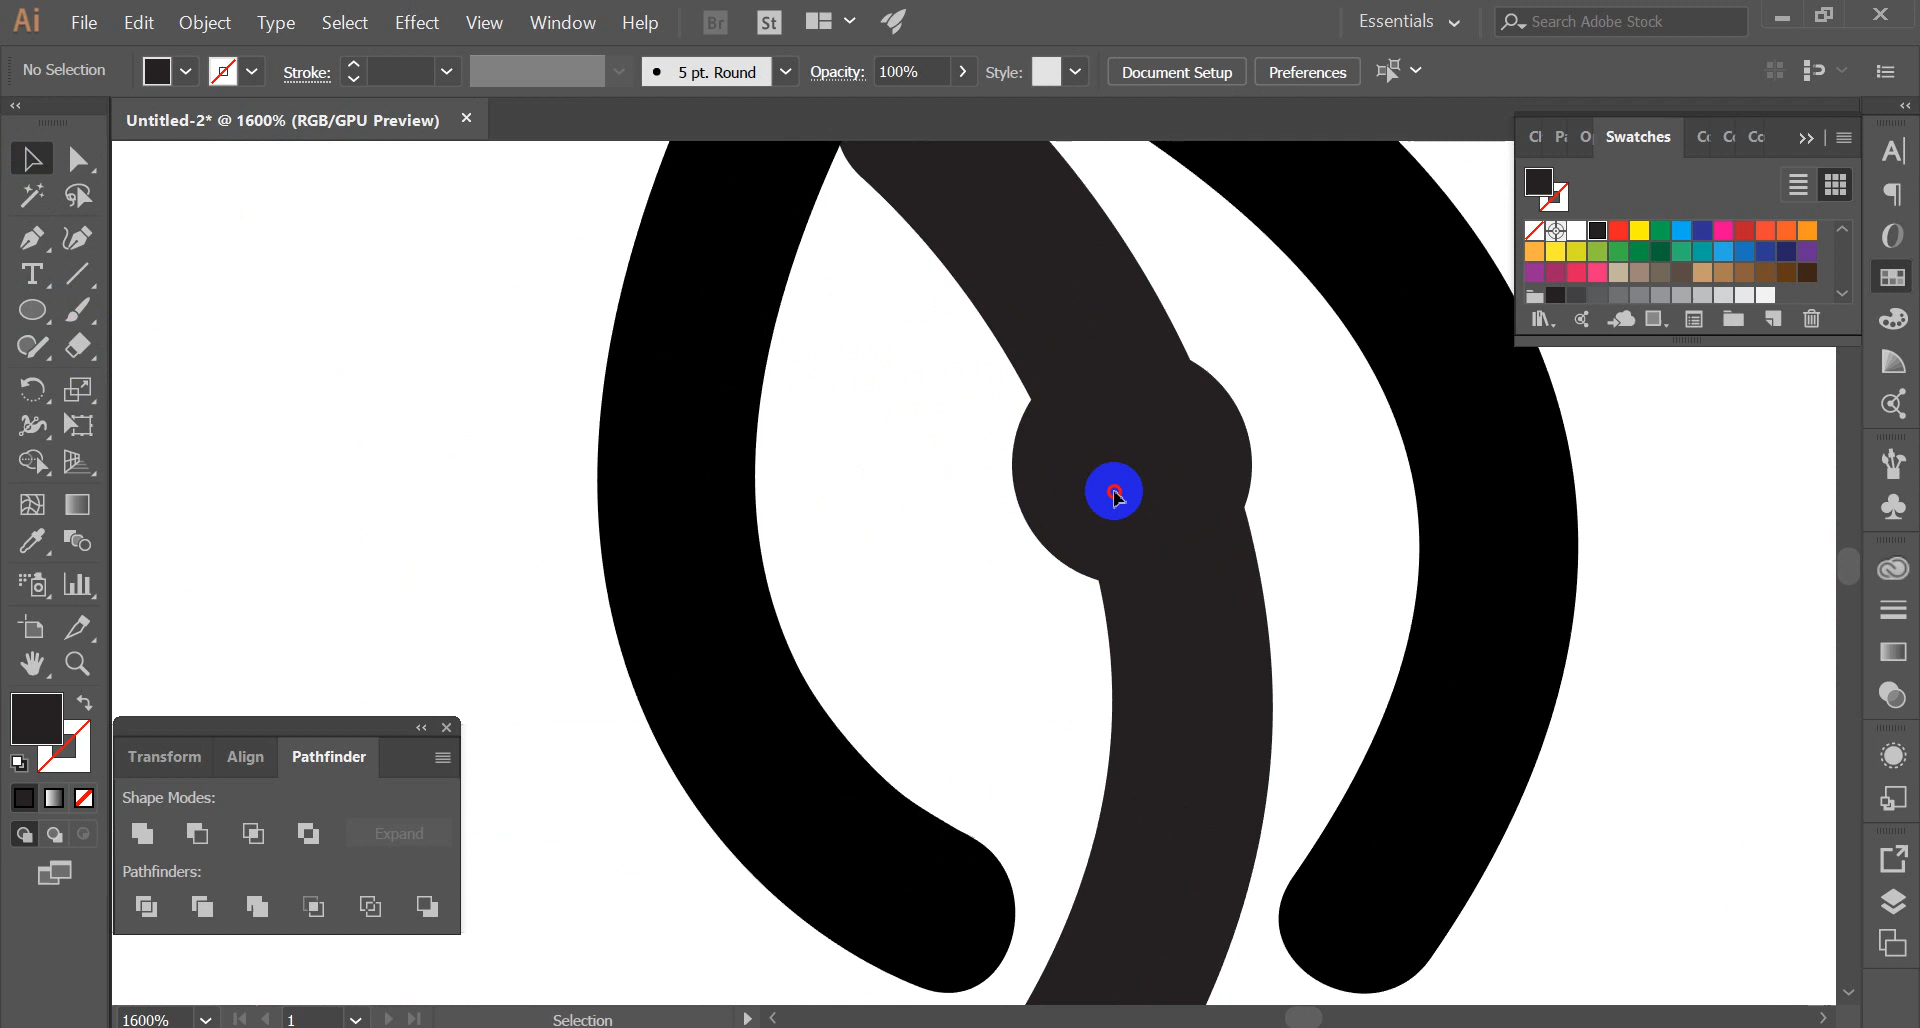 Ai File Edit Object Type Select Effect View Window Help Br St Essentials Search Adobe Stock
No Selection Stroke: 5 pt. Round Opacity: 100% Style: Document Setup Preferences
Untitled-2* @ 1600% (RGB/GPU Preview)
Swatches
Transform Align Pathfinder
Shape Modes:
Expand
Pathfinders:
1600% 1 Selection